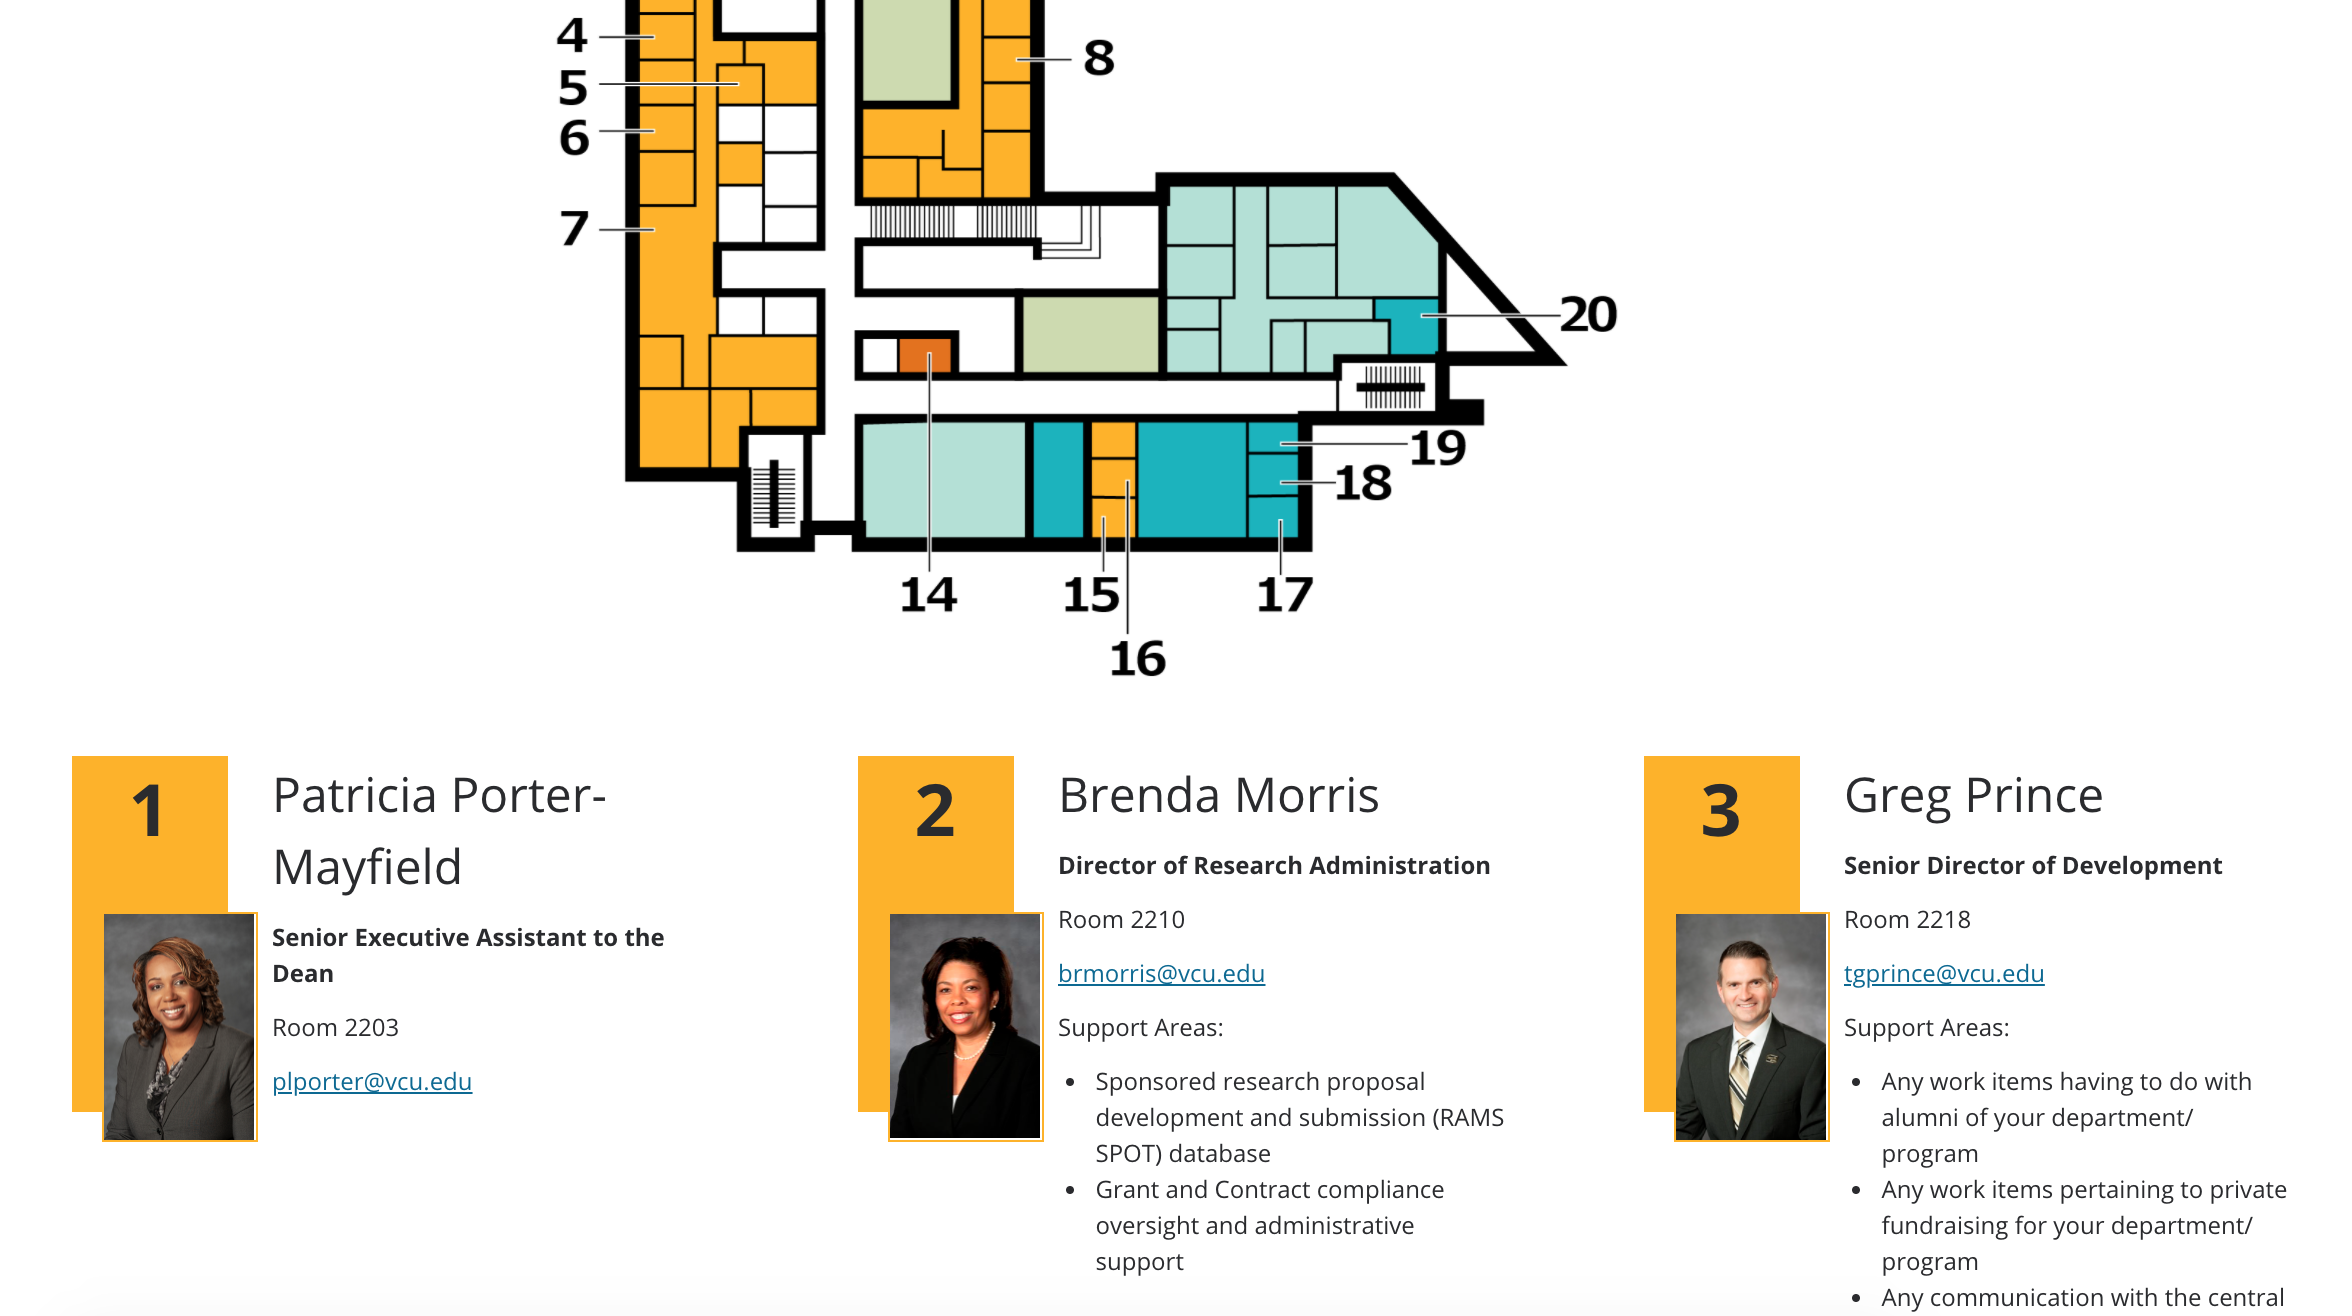 4
5
6
7
8
20
19
18
14
15
17
16
1
Patricia Porter-
Mayfield
Senior Executive Assistant to the
Dean
Room 2203
plporter@vcu.edu
2
Brenda Morris
Director of Research Administration
Room 2210
brmorris@vcu.edu
Support Areas:
• Sponsored research proposal
development and submission (RAMS
SPOT) database
• Grant and Contract compliance
oversight and administrative
support
3
Greg Prince
Senior Director of Development
Room 2218
tgprince@vcu.edu
Support Areas:
• Any work items having to do with
alumni of your department/
program
• Any work items pertaining to private
fundraising for your department/
program
• Any communication with the central